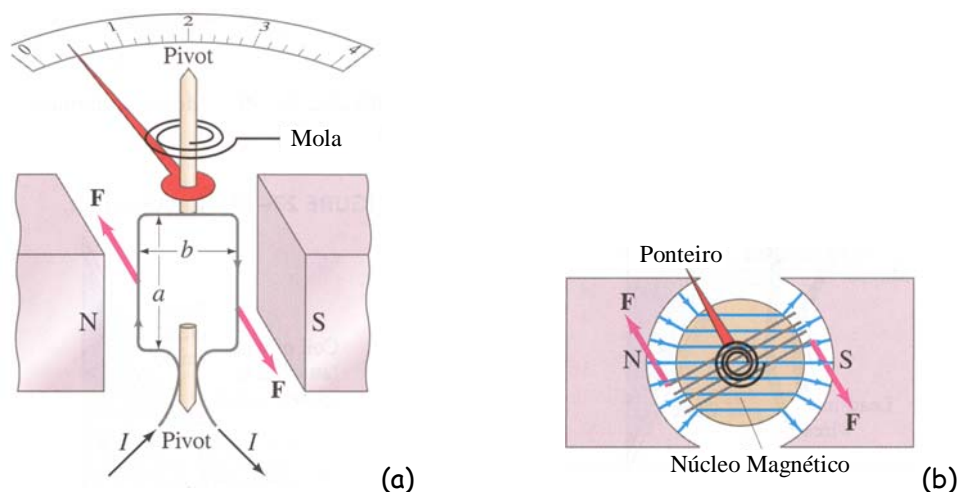 0 1 2 3 4
Pivot
Mola
F
b
a
N
S
F
I
Pivot
I
(a)
Ponteiro
F
N
S
F
Núcleo Magnético
(b)